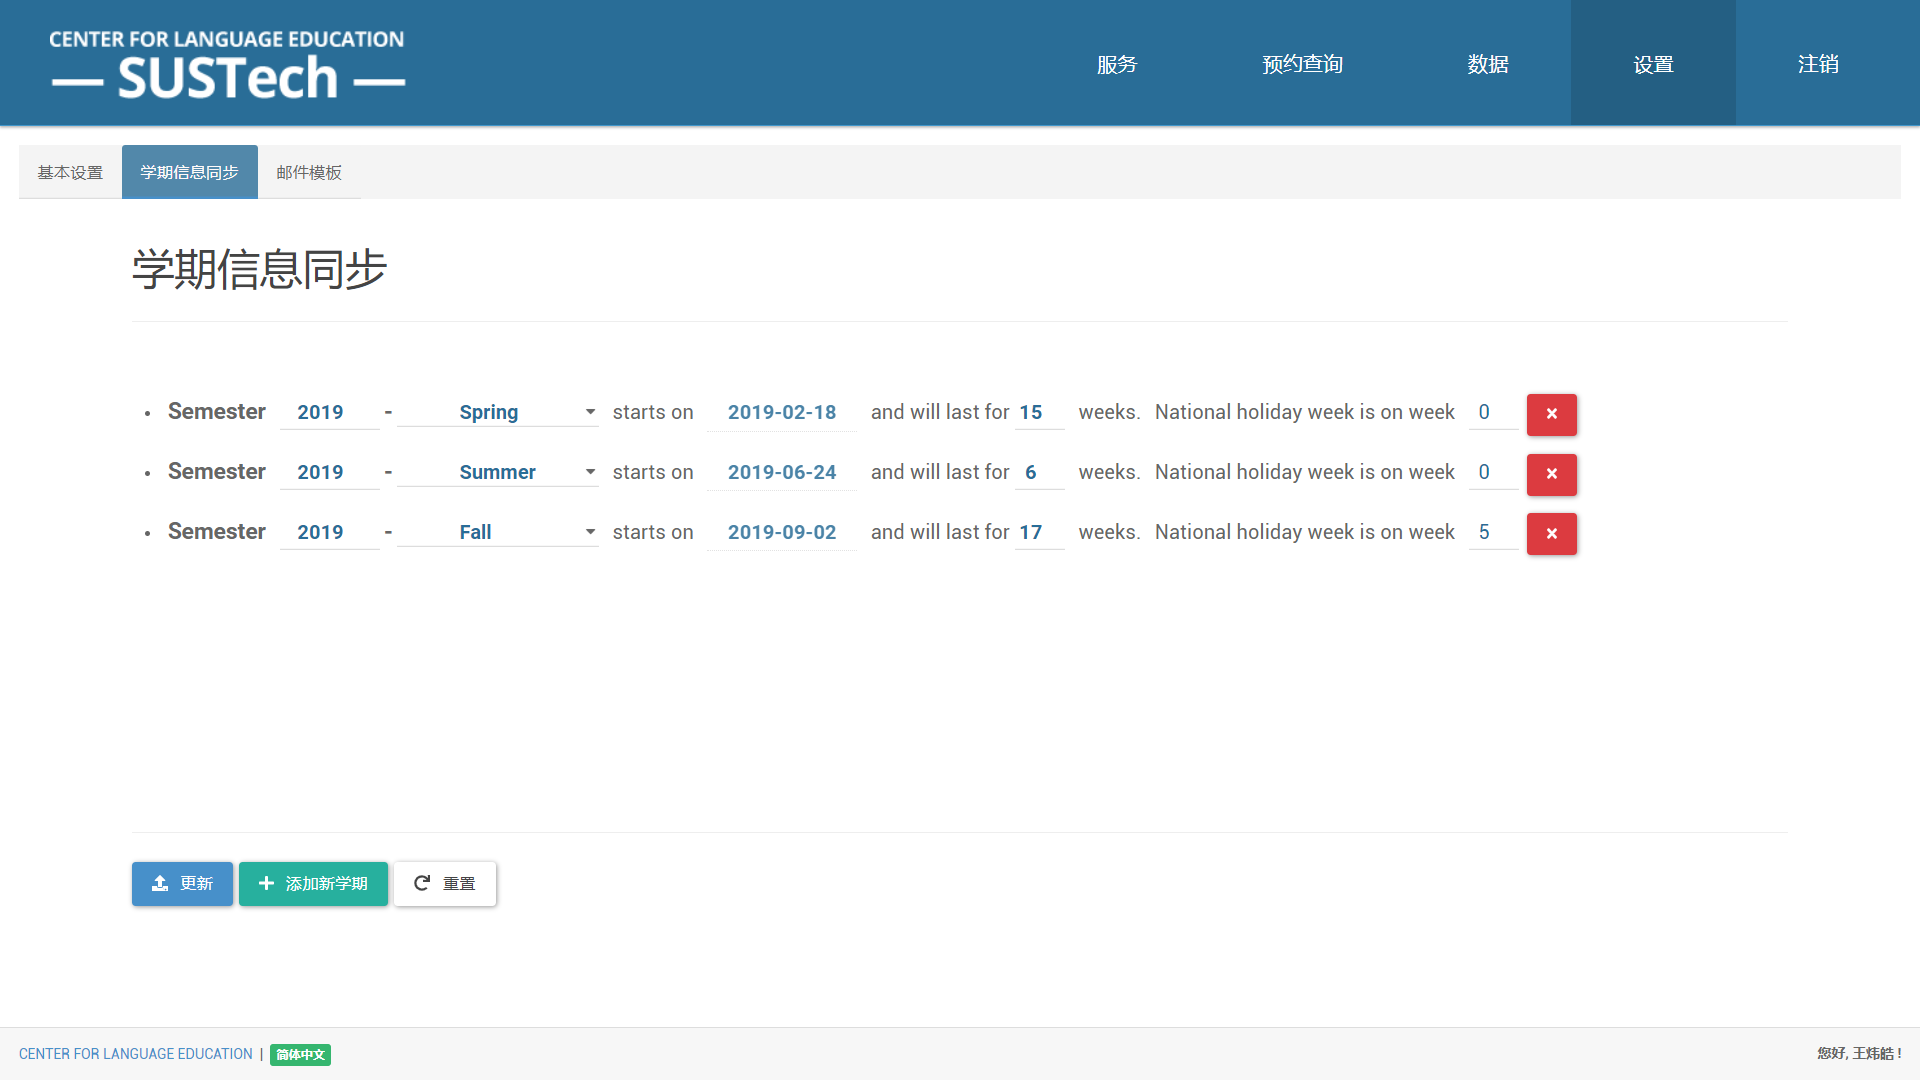 CENTER FOR LANGUAGE EDUCATION
— SUSTech —
服务 预约查询 数据 设置 注销
基本设置 学期信息同步 邮件模板
学期信息同步
• Semester 2019 - Spring starts on 2019-02-18 and will last for 15 weeks. National holiday week is on week 0 ×
• Semester 2019 - Summer starts on 2019-06-24 and will last for 6 weeks. National holiday week is on week 0 ×
• Semester 2019 - Fall starts on 2019-09-02 and will last for 17 weeks. National holiday week is on week 5 ×
更新 添加新学期 重置
CENTER FOR LANGUAGE EDUCATION | 简体中文 您好, 王炜皓 !